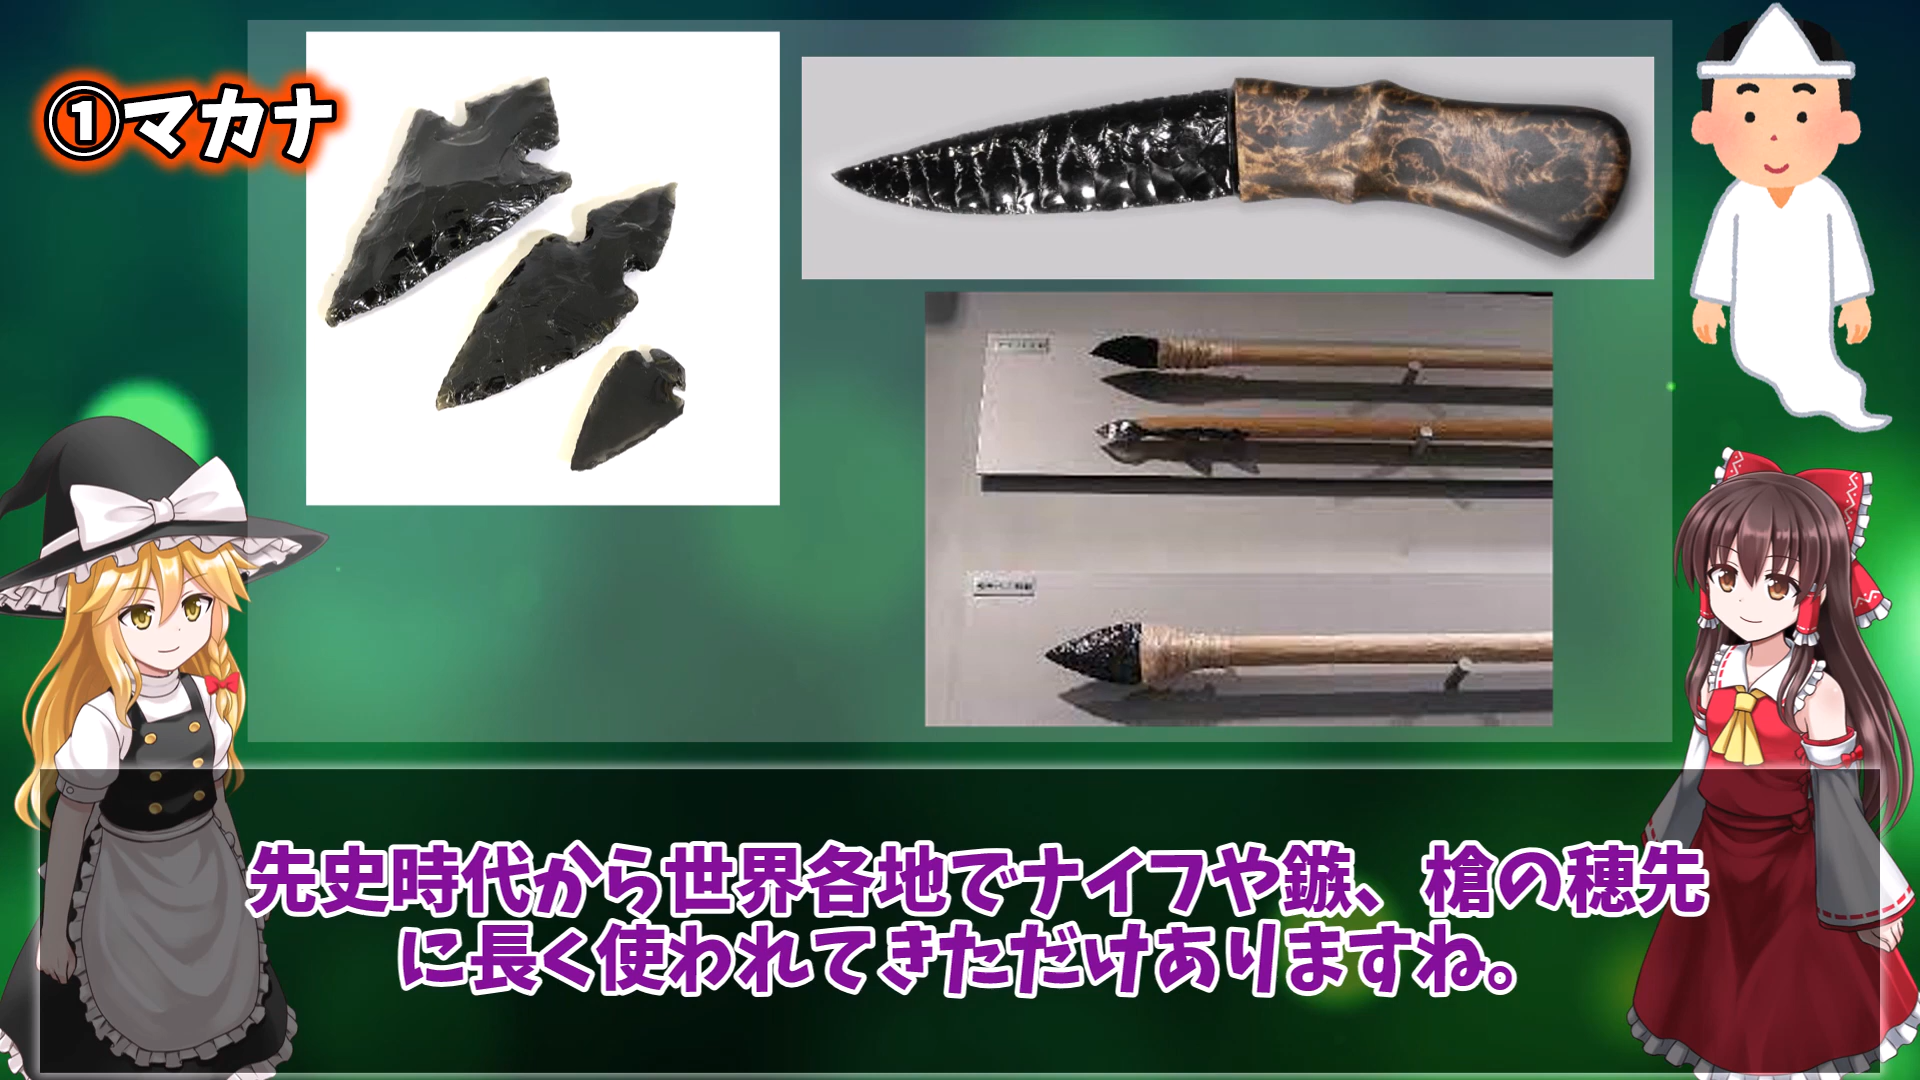 ①マカナ
先史時代から世界各地でナイフや鏃、槍の穂先
に長く使われてきただけありますね。